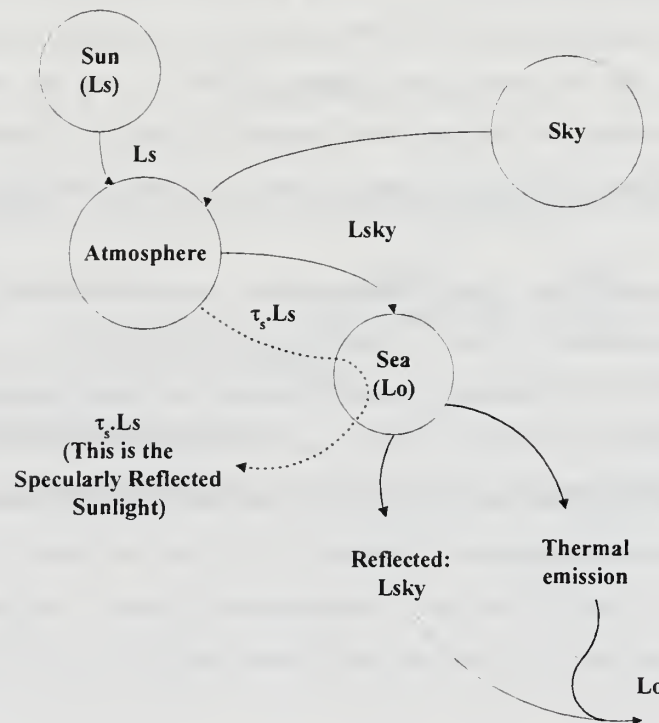 Sun
(Ls)
Sky
Ls
Atmosphere
Lsky
τs.Ls
Sea
(Lo)
τs.Ls
(This is the
Specularly Reflected
Sunlight)
Reflected:
Lsky
Thermal
emission
Lo